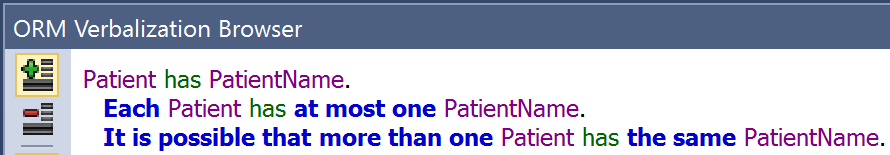 ORM Verbalization Browser
Patient has PatientName.
Each Patient has at most one PatientName.
It is possible that more than one Patient has the same PatientName.